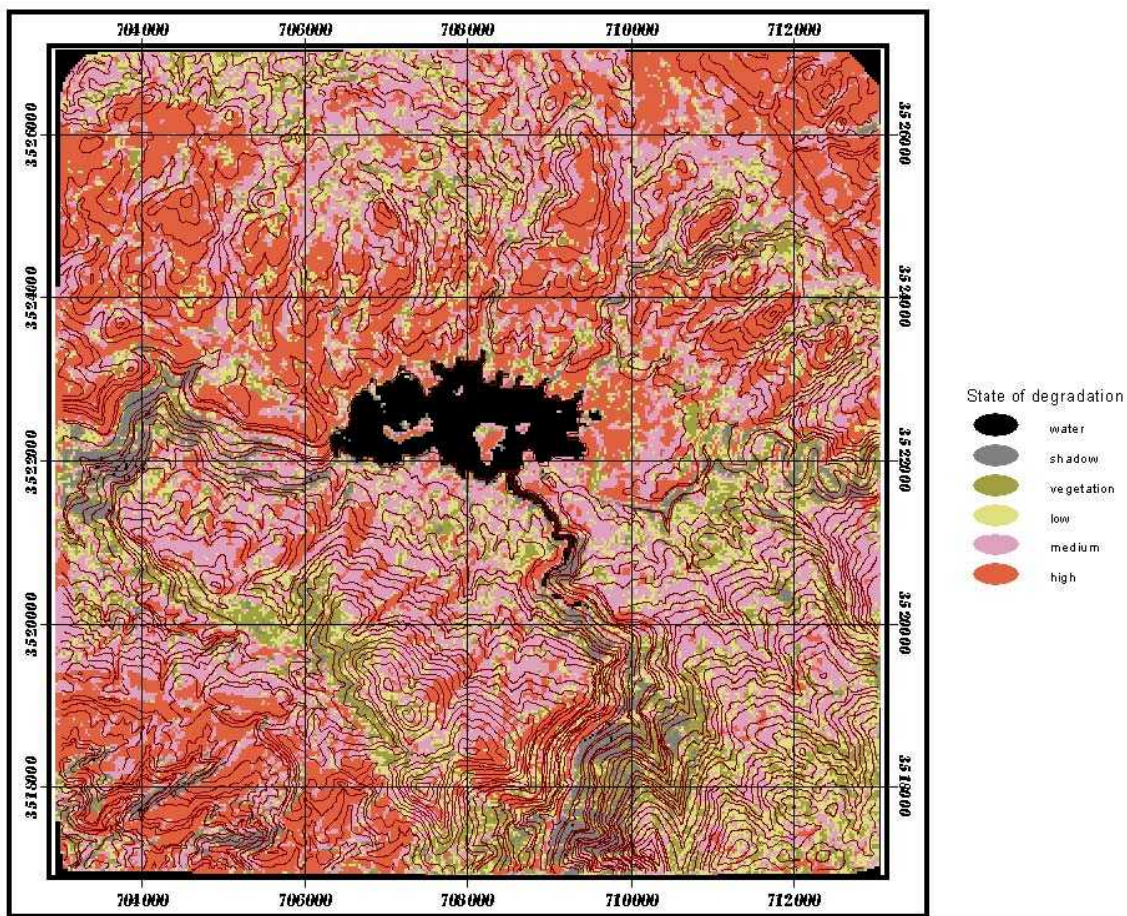 704000 706000 708000 710000 712000
3526000 3526000
3524000 3524000
3522000 3522000
3520000 3520000
3518000 3518000
704000 706000 708000 710000 712000
State of degradation
water
shadow
vegetation
low
medium
high